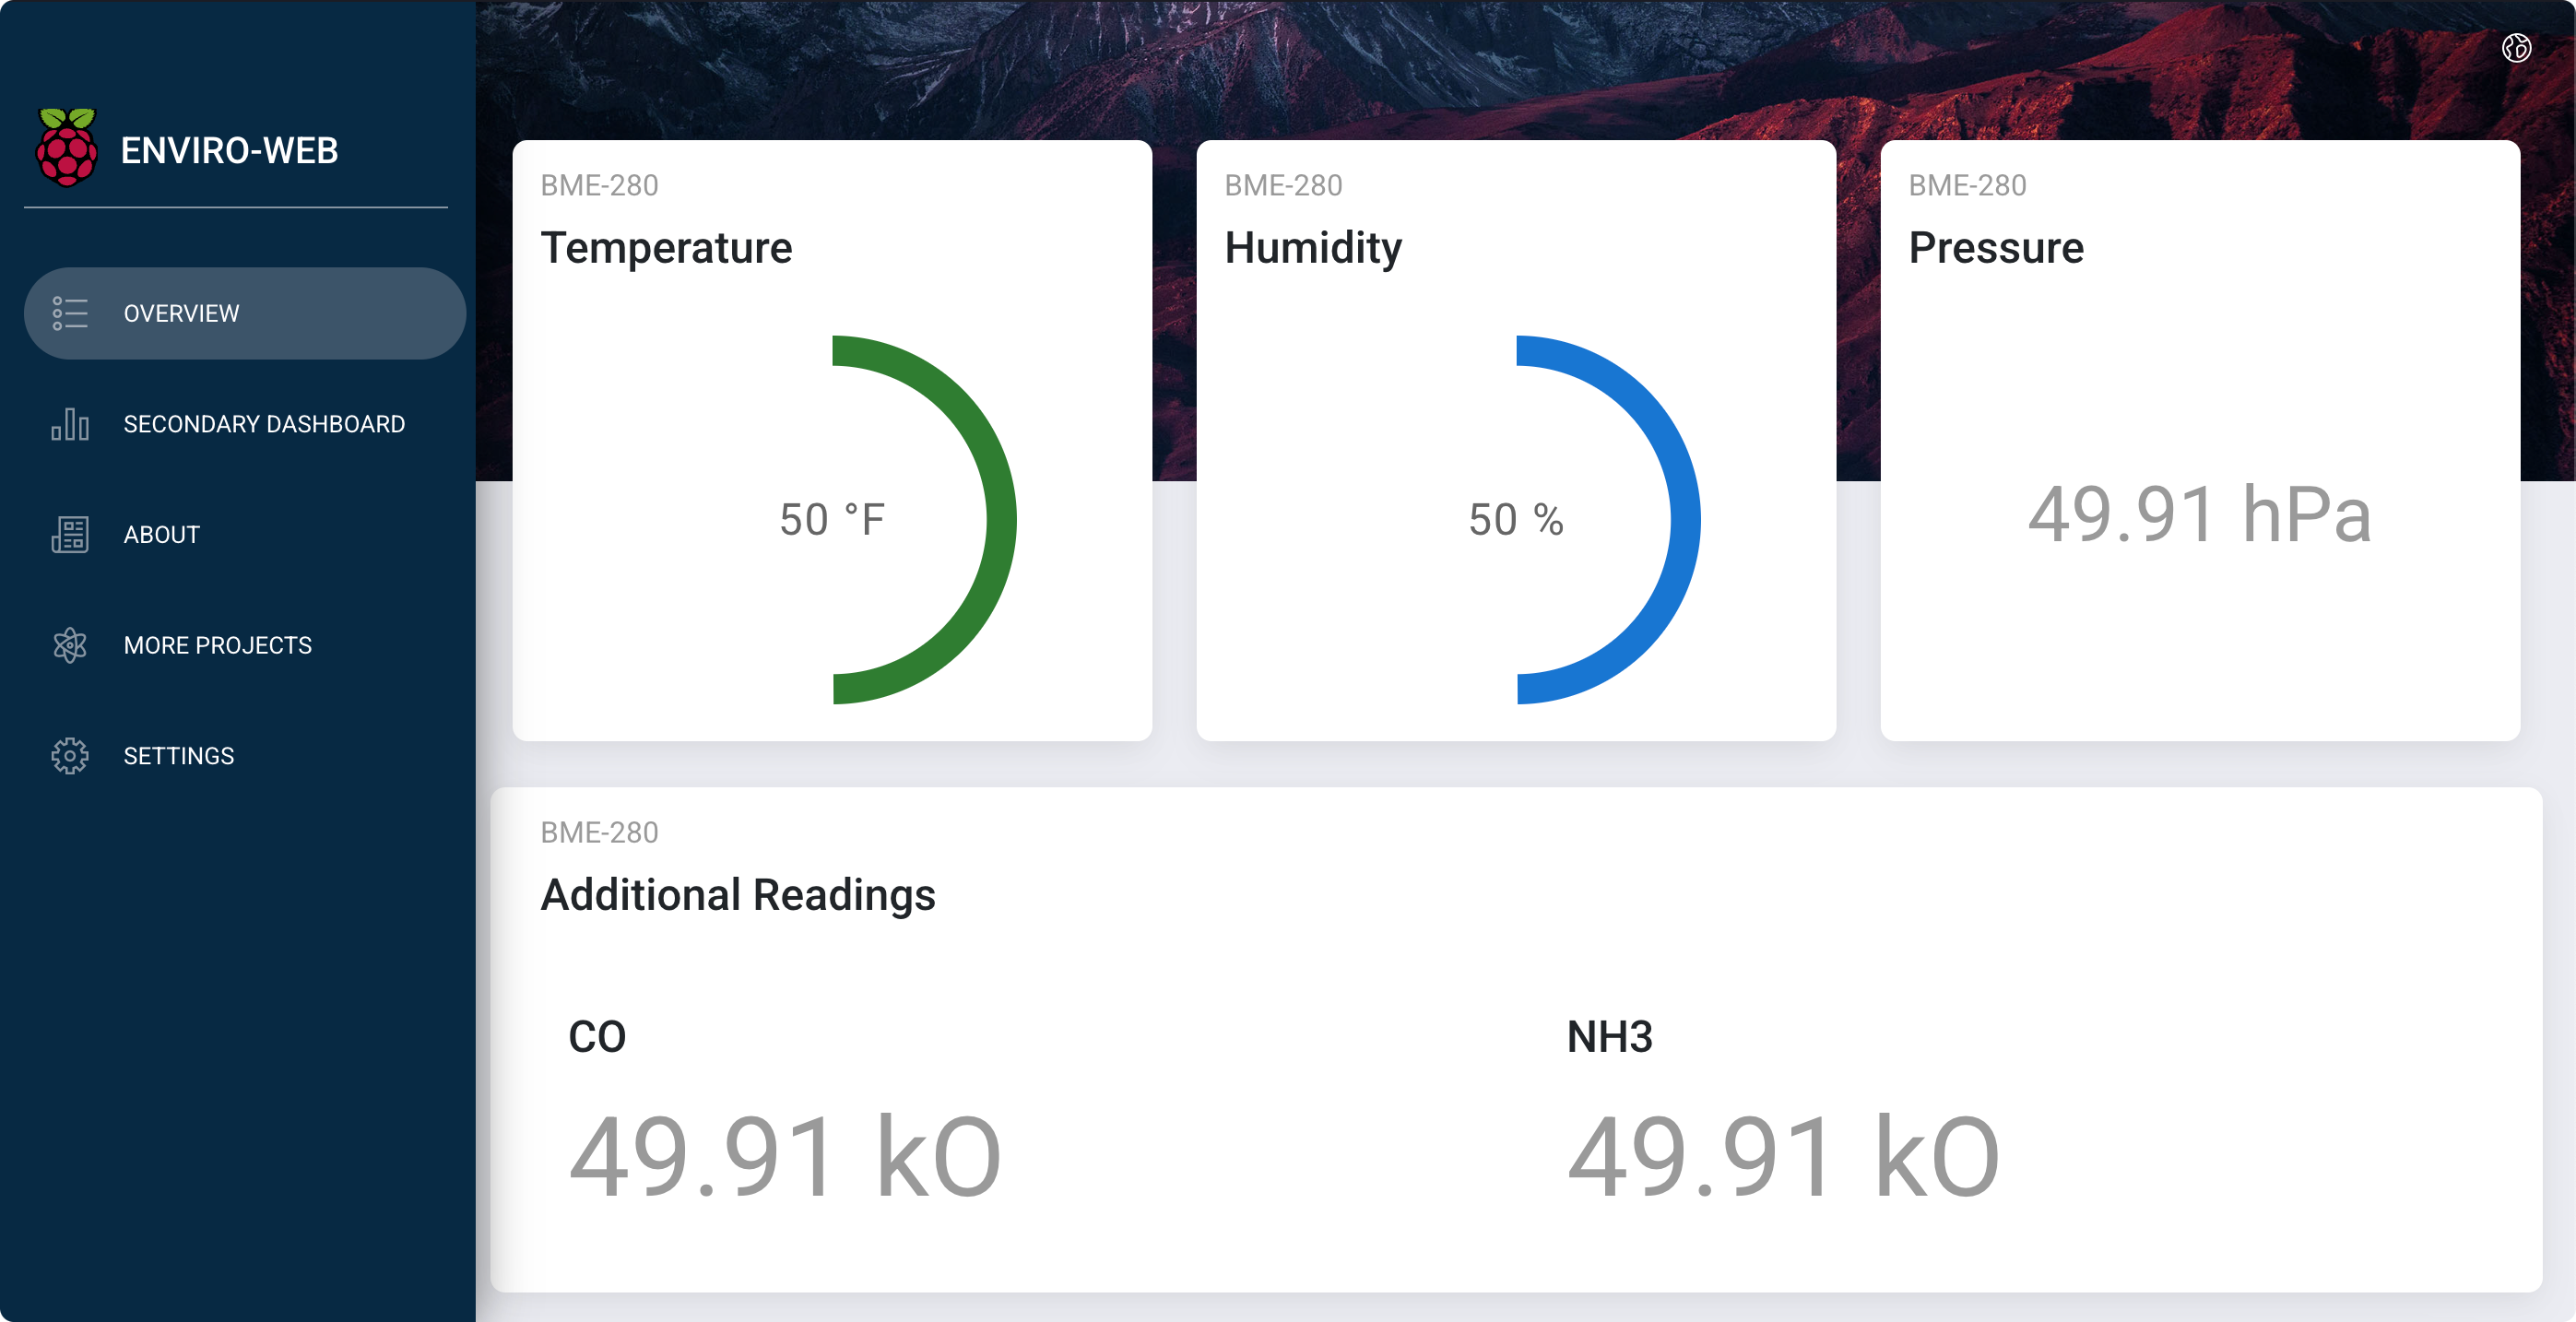 ENVIRO-WEB
OVERVIEW
SECONDARY DASHBOARD
ABOUT
MORE PROJECTS
SETTINGS
BME-280
Temperature
50 °F
BME-280
Humidity
50 %
BME-280
Pressure
49.91 hPa
BME-280
Additional Readings
CO
49.91 kO
NH3
49.91 kO